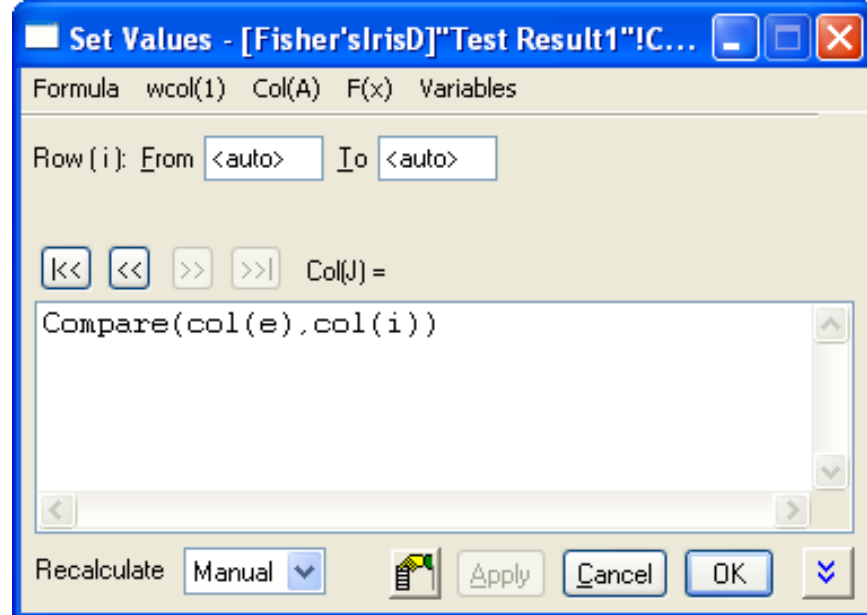 Set Values - [Fisher'sIrisD]"Test Result1"!C...
Formula wcol(1) Col(A) F(x) Variables
Row ( i ): From <auto> To <auto>
|<< << >> >>| Col(J) =
Compare(col(e),col(i))
Recalculate Manual Apply Cancel OK